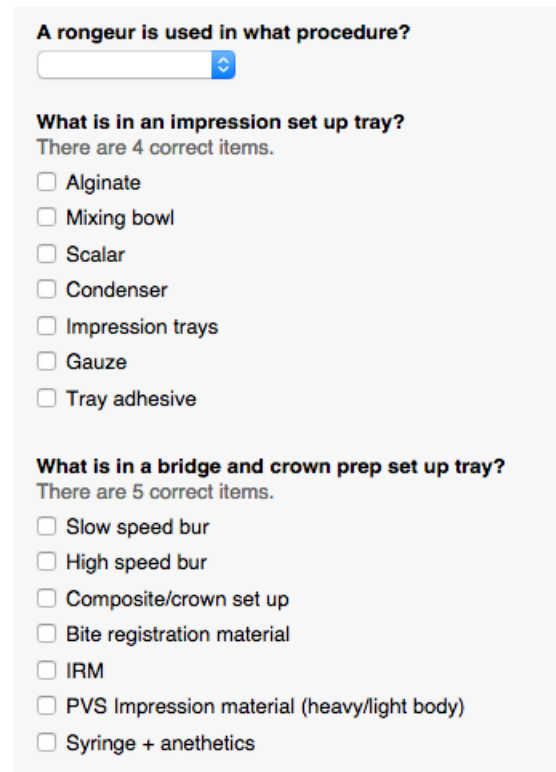 A rongeur is used in what procedure?
What is in an impression set up tray?
There are 4 correct items.
Alginate
Mixing bowl
Scalar
Condenser
Impression trays
Gauze
Tray adhesive
What is in a bridge and crown prep set up tray?
There are 5 correct items.
Slow speed bur
High speed bur
Composite/crown set up
Bite registration material
IRM
PVS Impression material (heavy/light body)
Syringe + anethetics